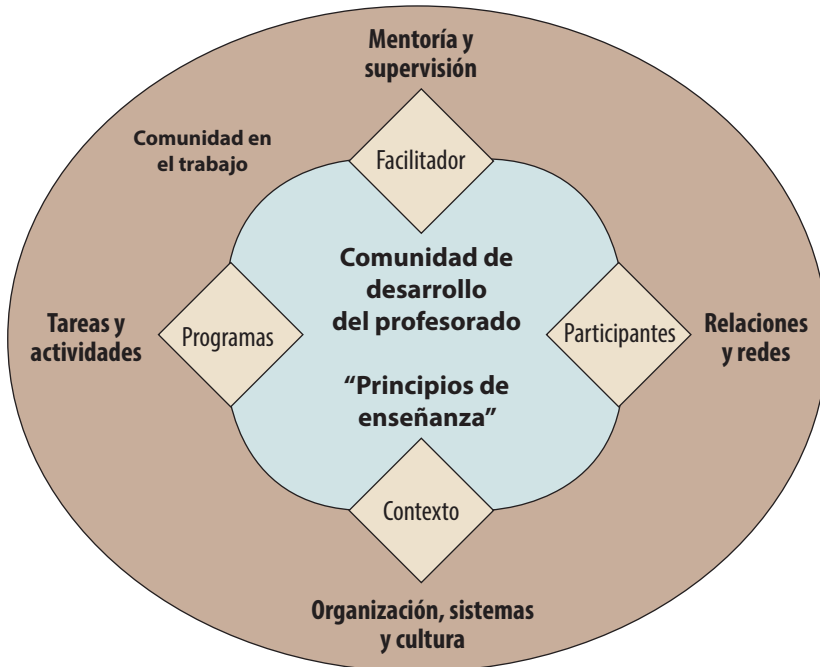 Mentoría y
supervisión
Comunidad en
el trabajo
Facilitador
Comunidad de
desarrollo
del profesorado
Tareas y
actividades
Programas
Participantes
Relaciones
y redes
“Principios de
enseñanza”
Contexto
Organización, sistemas
y cultura